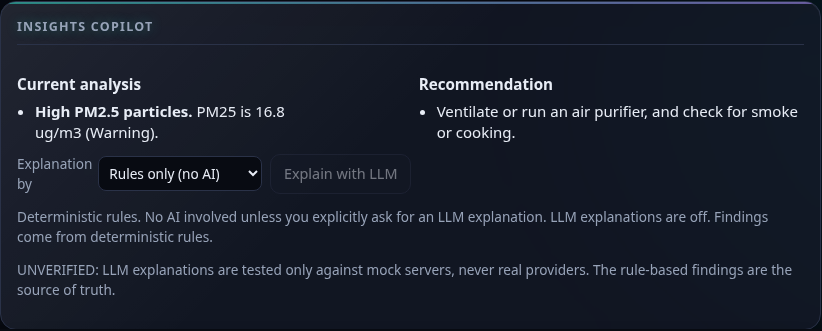 INSIGHTS COPILOT
Current analysis
• High PM2.5 particles. PM25 is 16.8
ug/m3 (Warning).
Recommendation
• Ventilate or run an air purifier, and check for smoke
or cooking.
Explanation
by
Rules only (no AI)
Explain with LLM
Deterministic rules. No AI involved unless you explicitly ask for an LLM explanation. LLM explanations are off. Findings
come from deterministic rules.
UNVERIFIED: LLM explanations are tested only against mock servers, never real providers. The rule-based findings are the
source of truth.